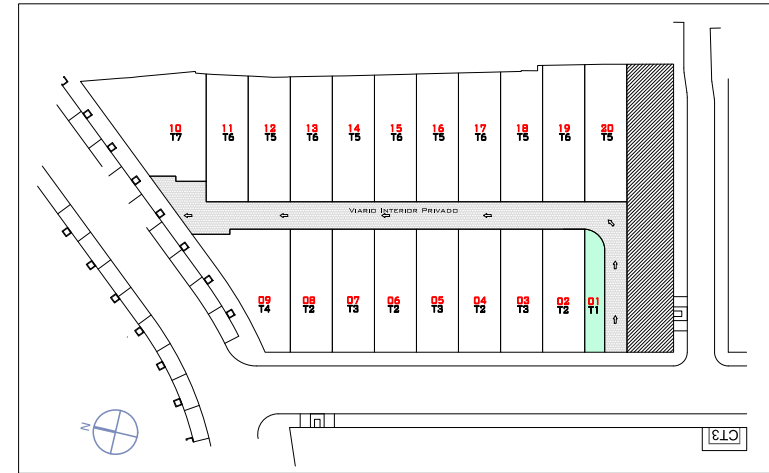 10
T7
11
T6
12
T5
13
T6
14
T5
15
T6
16
T5
17
T6
18
T5
19
T6
20
T5
Viario Interior Privado
09
T4
08
T2
07
T3
06
T2
05
T3
04
T2
03
T3
02
T2
01
T1
N
CT3